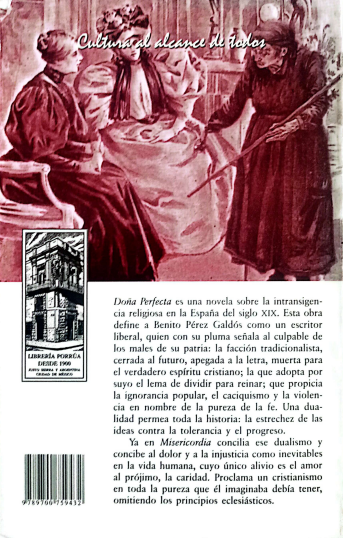 Cultura al alcance de todos
LIBRERÍA PORRÚA
DESDE 1900
JUSTO SIERRA Y ARGENTINA
CIUDAD DE MÉXICO
Doña Perfecta es una novela sobre la intransigen-
cia religiosa en la España del siglo XIX. Esta obra
define a Benito Pérez Galdós como un escritor
liberal, quien con su pluma señala al culpable de
los males de su patria: la facción tradicionalista,
cerrada al futuro, apegada a la letra, muerta para
el verdadero espíritu cristiano; la que adopta por
suyo el lema de dividir para reinar; que propicia
la ignorancia popular, el caciquismo y la violen-
cia en nombre de la pureza de la fe. Una dua-
lidad permea toda la historia: la estrechez de las
ideas contra la tolerancia y el progreso.
Ya en Misericordia concilia ese dualismo y
concibe al dolor y a la injusticia como inevitables
en la vida humana, cuyo único alivio es el amor
al prójimo, la caridad. Proclama un cristianismo
en toda la pureza que él imaginaba debía tener,
omitiendo los principios eclesiásticos.
9789700759432